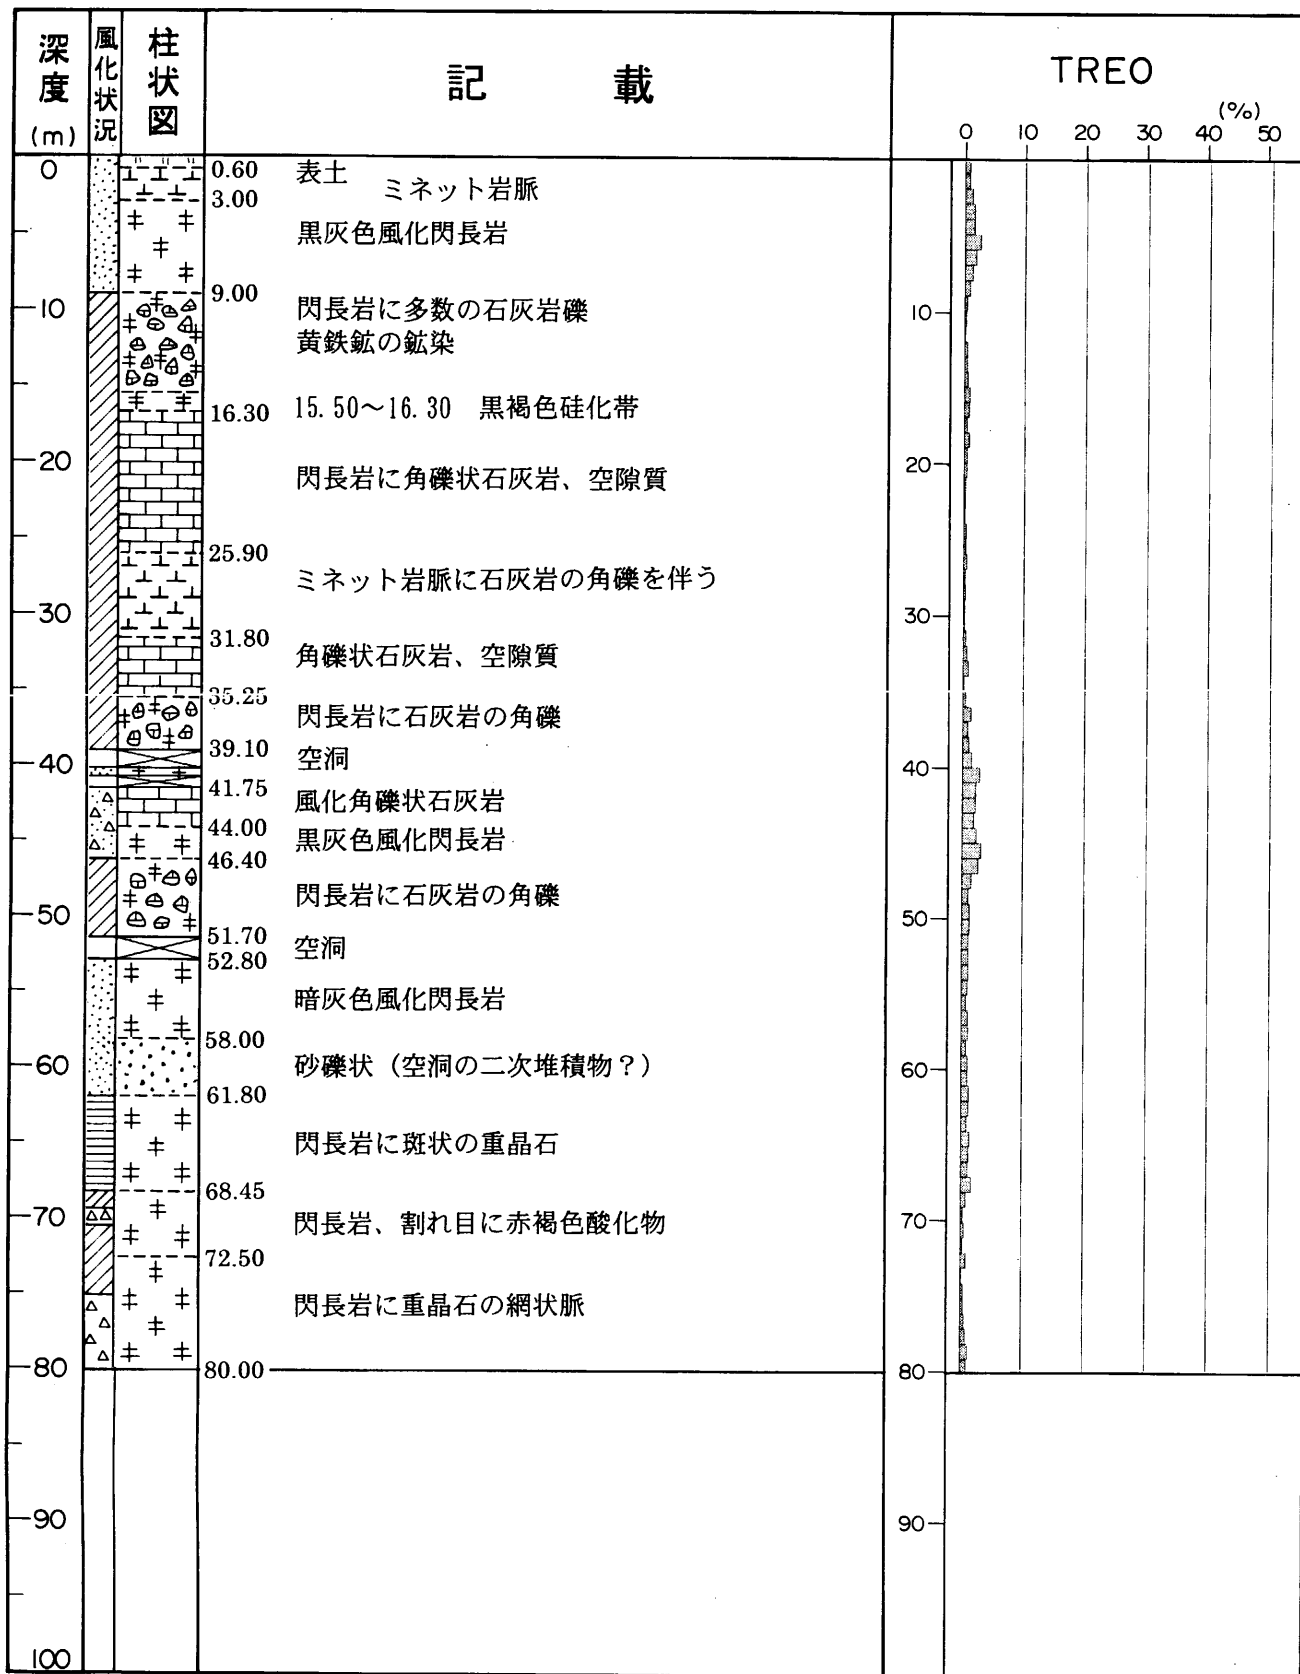 深度
(m)
風化状況
柱状図
記 載
TREO
(%)
0 10 20 30 40 50
0
10
20
30
40
50
60
70
80
90
100
0.60
表土
ミネット岩脈
3.00
黒灰色風化閃長岩
9.00
閃長岩に多数の石灰岩礫
黄鉄鉱の鉱染
15.50～16.30 黒褐色硅化帯
16.30
閃長岩に角礫状石灰岩、空隙質
25.90
ミネット岩脈に石灰岩の角礫を伴う
31.80
角礫状石灰岩、空隙質
35.25
閃長岩に石灰岩の角礫
39.10
空洞
41.75
風化角礫状石灰岩
44.00
黒灰色風化閃長岩
46.40
閃長岩に石灰岩の角礫
51.70
空洞
52.80
暗灰色風化閃長岩
58.00
砂礫状（空洞の二次堆積物？）
61.80
閃長岩に斑状の重晶石
68.45
閃長岩、割れ目に赤褐色酸化物
72.50
閃長岩に重晶石の網状脈
80.00
10
20
30
40
50
60
70
80
90